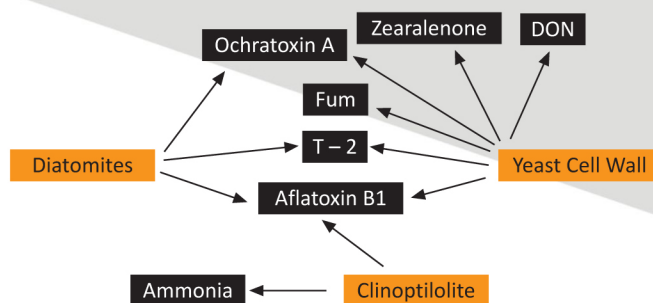 Zearalenone
DON
Ochratoxin A
Fum
T – 2
Diatomites
Yeast Cell Wall
Aflatoxin B1
Ammonia
Clinoptilolite